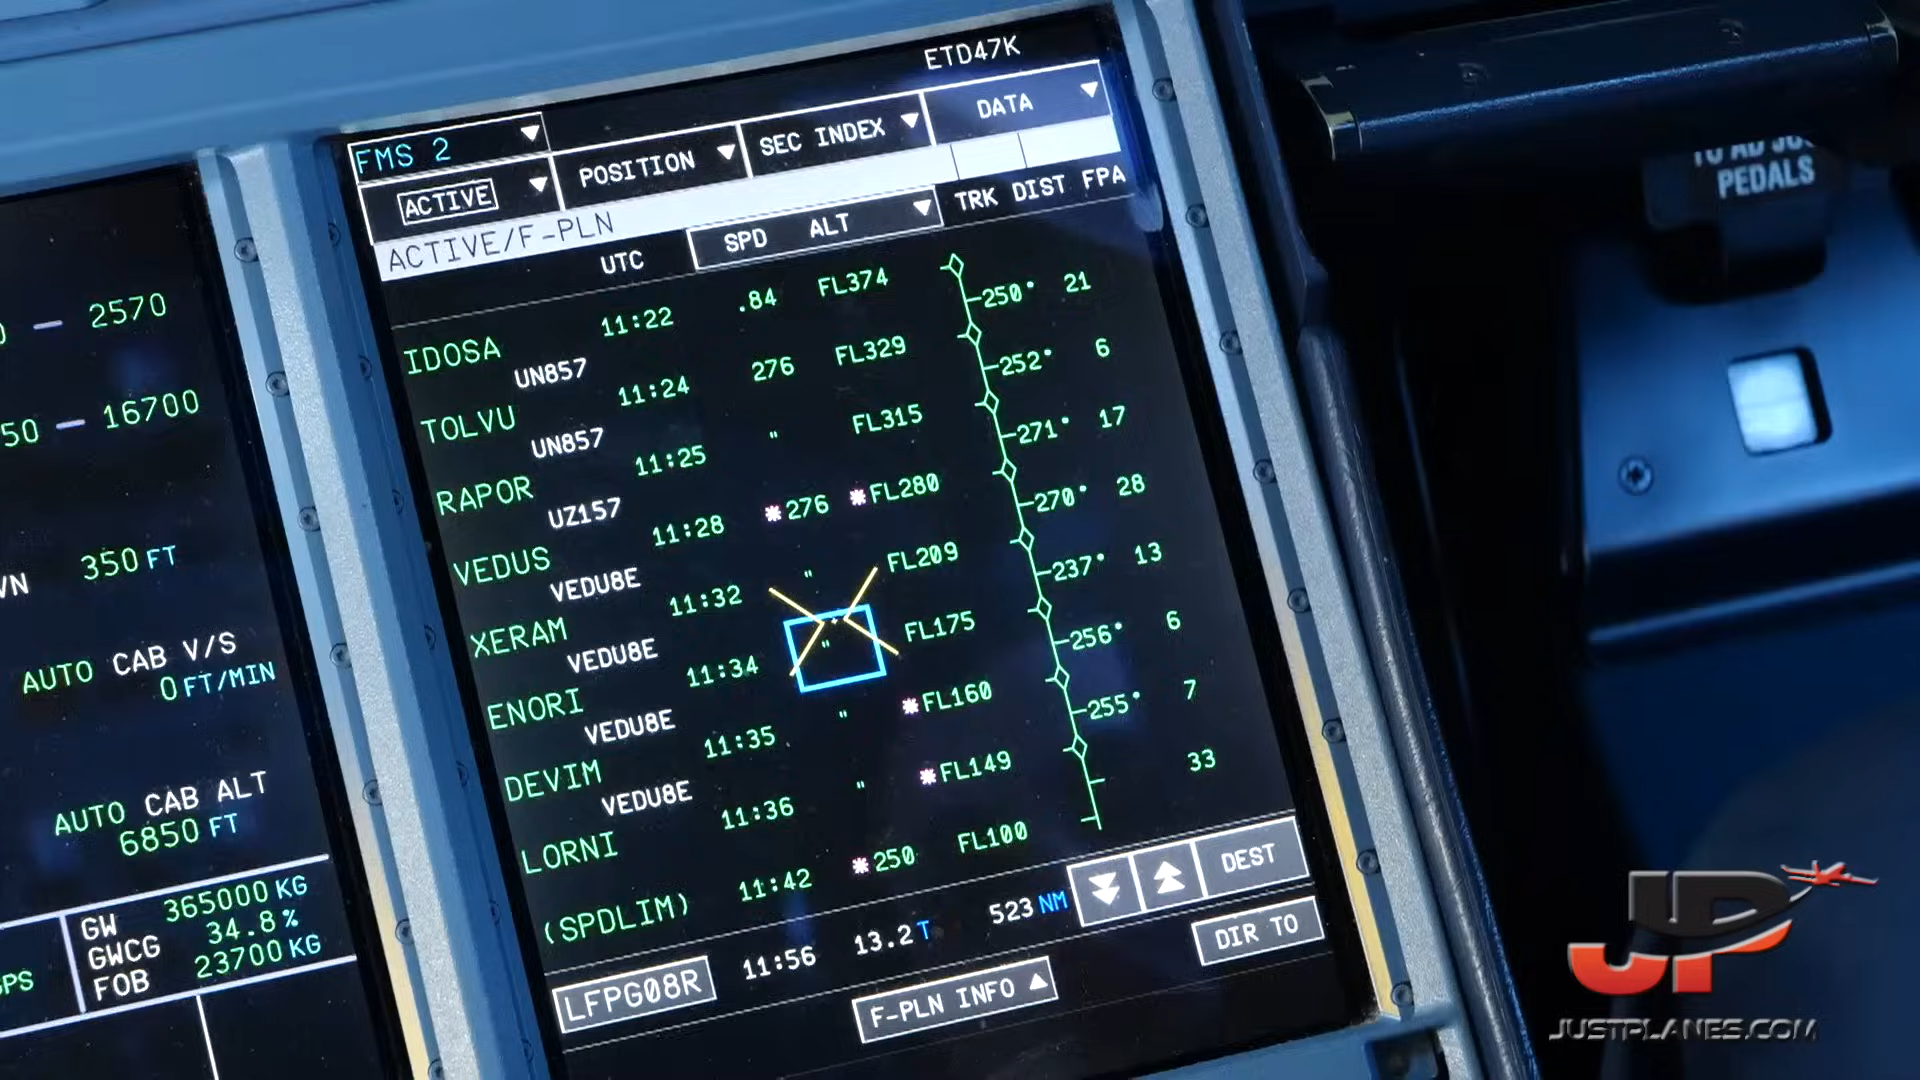 ETD47K
FMS 2
ACTIVE POSITION SEC INDEX DATA
ACTIVE/F-PLN
UTC SPD ALT TRK DIST FPA
IDOSA 11:22 .84 FL374
UN857 250° 21
TOLVU 11:24 276 FL329
UN857 252° 6
RAPOR 11:25 " FL315
UZ157 271° 17
VEDUS 11:28 *276 *FL280
VEDU8E 270° 28
XERAM 11:32 " FL209
VEDU8E 237° 13
ENORI 11:34 " FL175
VEDU8E 256° 6
DEVIM 11:35 " *FL160
VEDU8E 255° 7
LORNI 11:36 " *FL149
33
(SPDLIM) 11:42 *250 FL100
LFPG08R 11:56 13.2 T 523 NM DEST
F-PLN INFO DIR TO
— 2570
50 — 16700
350 FT
AUTO CAB V/S
0 FT/MIN
AUTO CAB ALT
6850 FT
GW 365000 KG
GWCG 34.8 %
FOB 23700 KG
TO ADJUST
PEDALS
JP
JUSTPLANES.COM